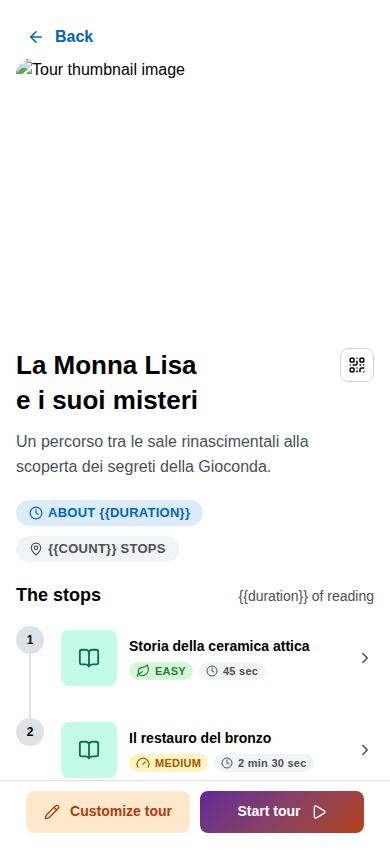 Back
Tour thumbnail image
La Monna Lisa
e i suoi misteri
Un percorso tra le sale rinascimentali alla
scoperta dei segreti della Gioconda.
ABOUT {{DURATION}}
{{COUNT}} STOPS
The stops
{{duration}} of reading
1
Storia della ceramica attica
EASY
45 sec
2
Il restauro del bronzo
MEDIUM
2 min 30 sec
Customize tour
Start tour